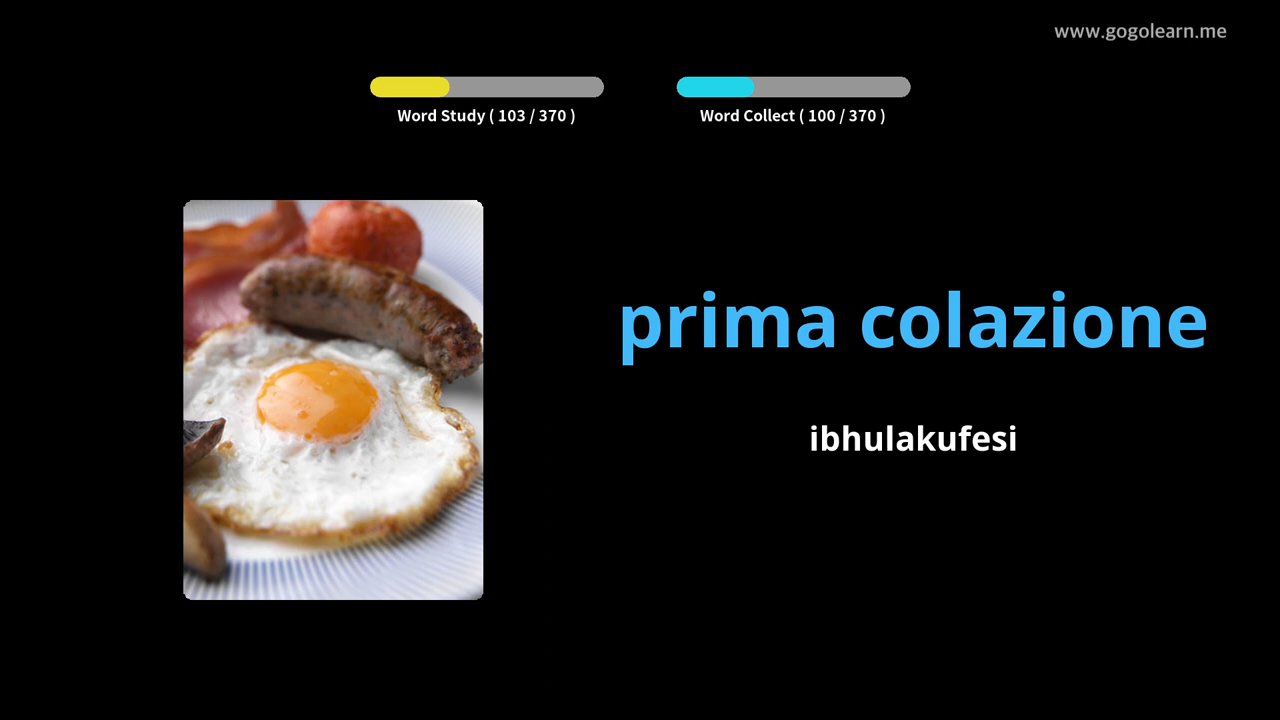 www.gogolearn.me
Word Study ( 103 / 370 )
Word Collect ( 100 / 370 )
prima colazione
ibhulakufesi